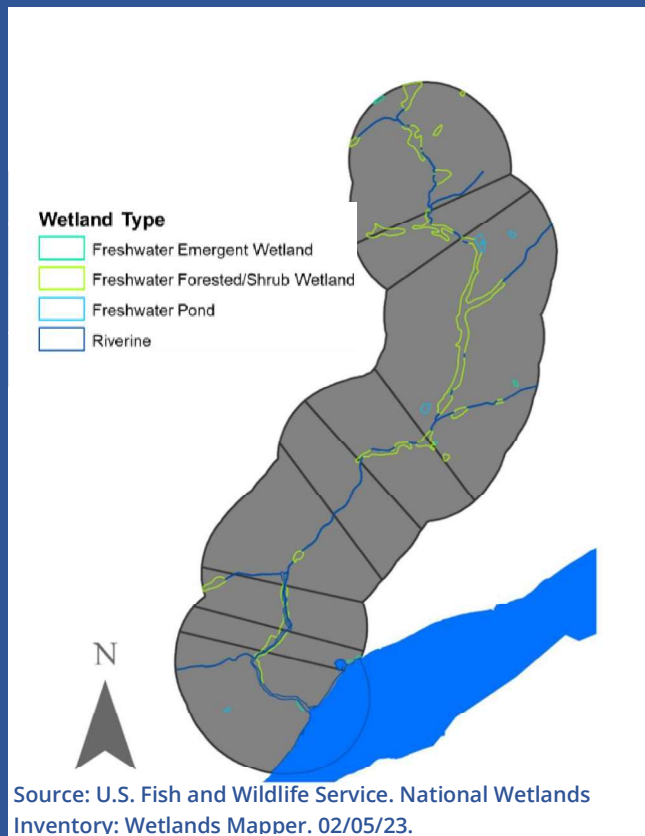 Wetland Type
Freshwater Emergent Wetland
Freshwater Forested/Shrub Wetland
Freshwater Pond
Riverine
N
Source: U.S. Fish and Wildlife Service. National Wetlands
Inventory: Wetlands Mapper. 02/05/23.